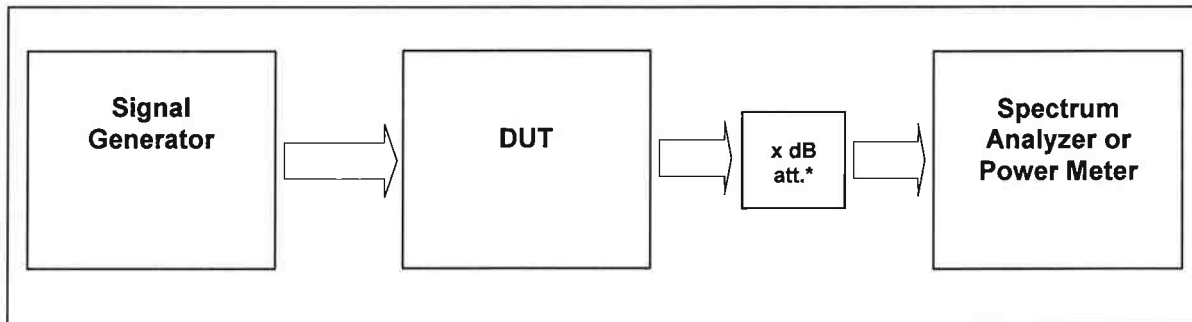 Signal
Generator
DUT
x dB
att.*
Spectrum
Analyzer or
Power Meter